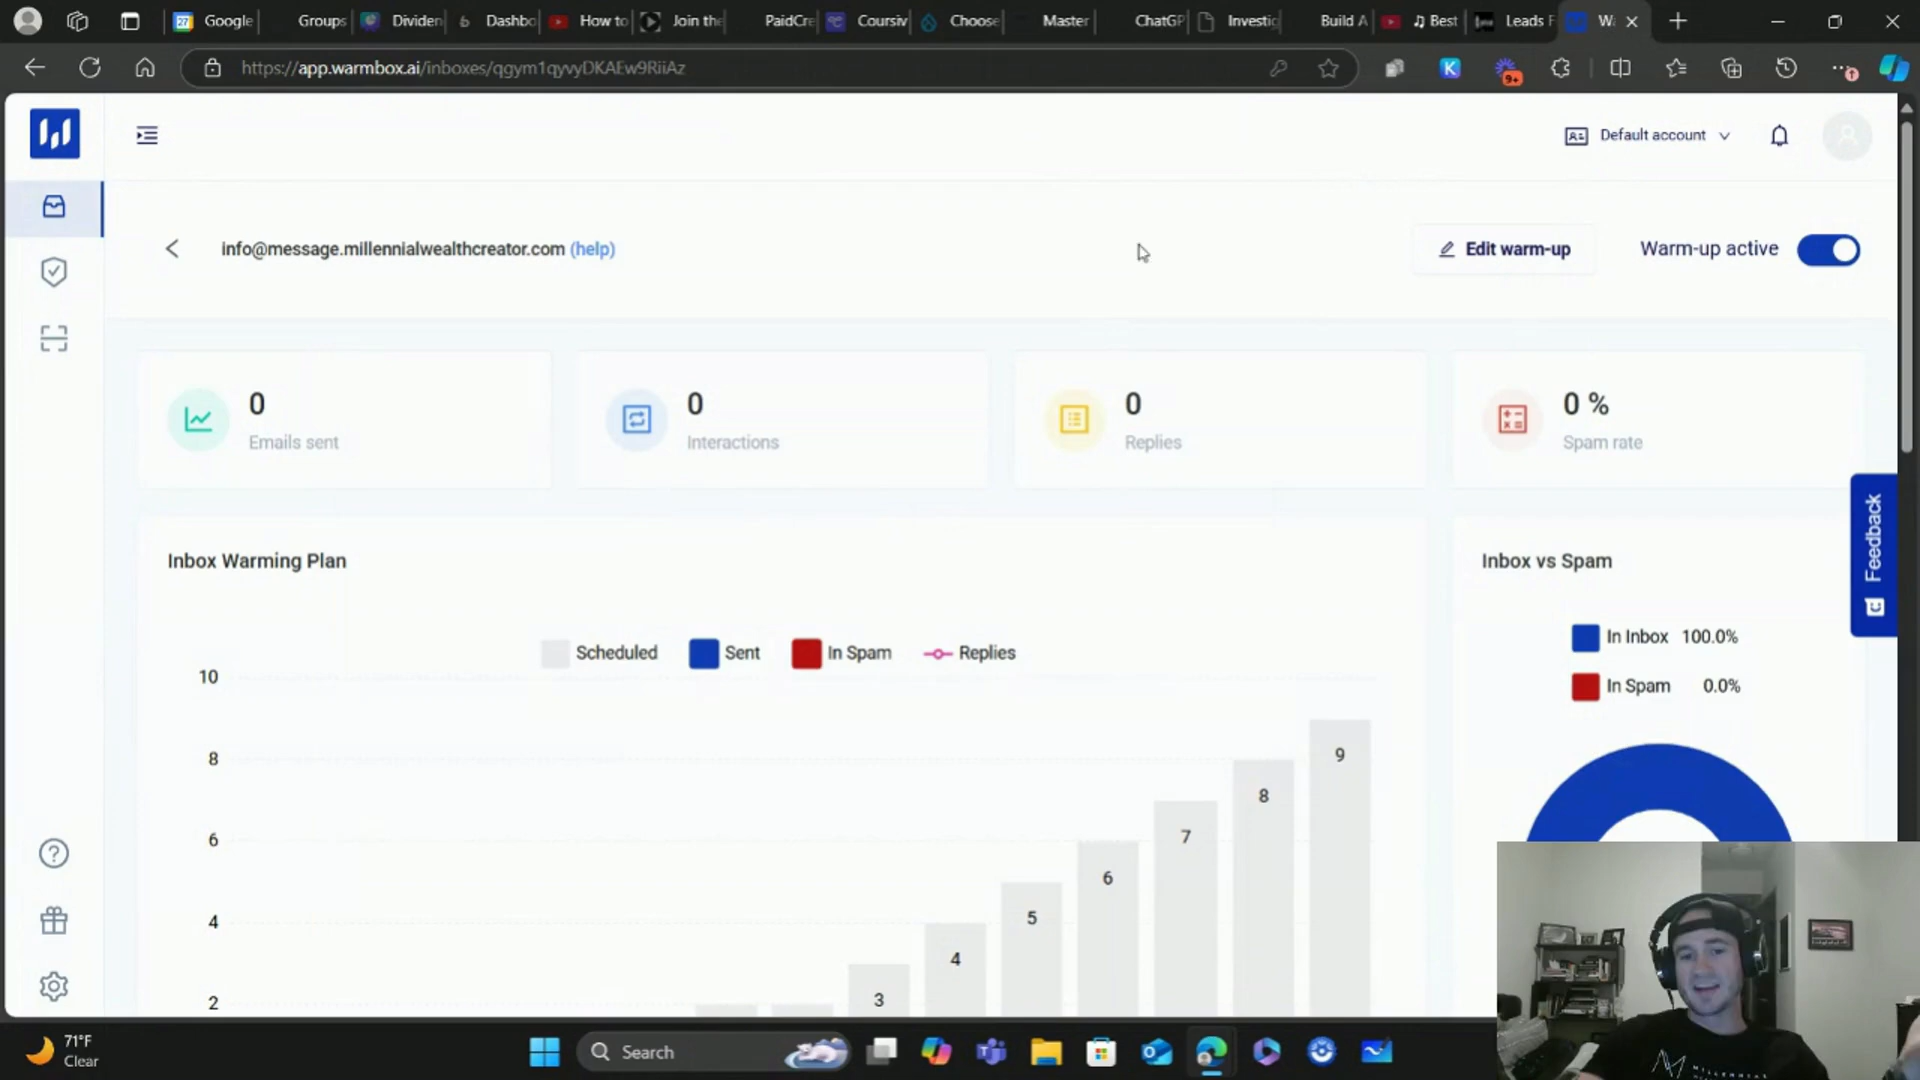 Google
Groups
Dividen
Dashbo
How to
Join the
PaidCre
Coursiv
Choose
Master
ChatGP
Investig
Build A
♫ Best
Leads F
Wa
https://app.warmbox.ai/inboxes/qgym1qyvyDKAEw9RiiAz
9+
Default account
info@message.millennialwealthcreator.com (help)
Edit warm-up
Warm-up active
0
Emails sent
0
Interactions
0
Replies
0 %
Spam rate
Feedback
Inbox Warming Plan
Inbox vs Spam
Scheduled
Sent
In Spam
Replies
In Inbox 100.0%
In Spam 0.0%
10
8
6
4
2
3
4
5
6
7
8
9
71°F
Clear
Search